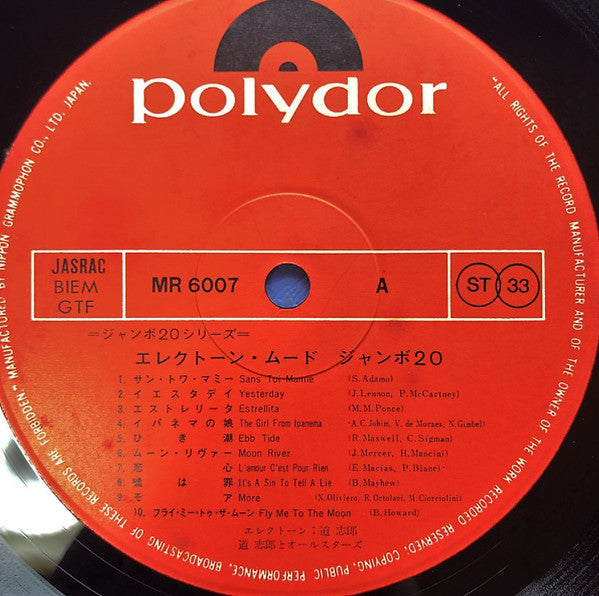 polydor
JASRAC
BIEM
GTF
MR 6007
A
ST 33
=ジャンボ20シリーズ=
エレクトーン・ムード ジャンボ20
1. サン・トワ・マミー Sans Toi Mamie (S. Adamo)
2. イエスタデイ Yesterday (J. Lennon, P. McCartney)
3. エストレリータ Estrellita (M. M. Ponce)
4. イパネマの娘 The Girl From Ipanema (A.C. Jobim, V. de Moraes, N. Gimbel)
5. ひき潮 Ebb Tide (R. Maxwell, C. Sigman)
6. ムーン・リヴァー Moon River (J. Mercer, H. Mancini)
7. 恋心 L'amour C'est Pour Rien (E. Macias, P. Blanc)
8. 嘘は罪 It's A Sin To Tell A Lie (B. Mayhew)
9. モア More (N. Oliviero, R. Ortolani, M. Ciorciolini)
10. フライ・ミー・トゥ・ザ・ムーン Fly Me To The Moon (B. Howard)
エレクトーン：道 志郎
道 志郎とオールスターズ
"ALL RIGHTS OF THE RECORD MANUFACTURER AND OF THE OWNER OF THE WORK RECORDED RESERVED, COPYING, PUBLIC PERFORMANCE, BROADCASTING OF THESE RECORDS ARE FORBIDDEN - MANUFACTURED BY NIPPON GRAMMOPHON CO., LTD. JAPAN.